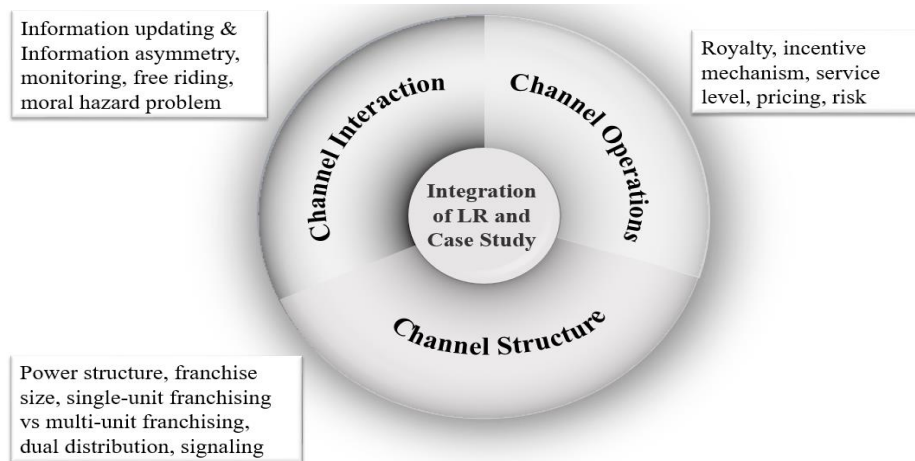 Information updating &
Information asymmetry,
monitoring, free riding,
moral hazard problem
Royalty, incentive
mechanism, service
level, pricing, risk
Channel Interaction
Channel Operations
Integration
of LR and
Case Study
Channel Structure
Power structure, franchise
size, single-unit franchising
vs multi-unit franchising,
dual distribution, signaling